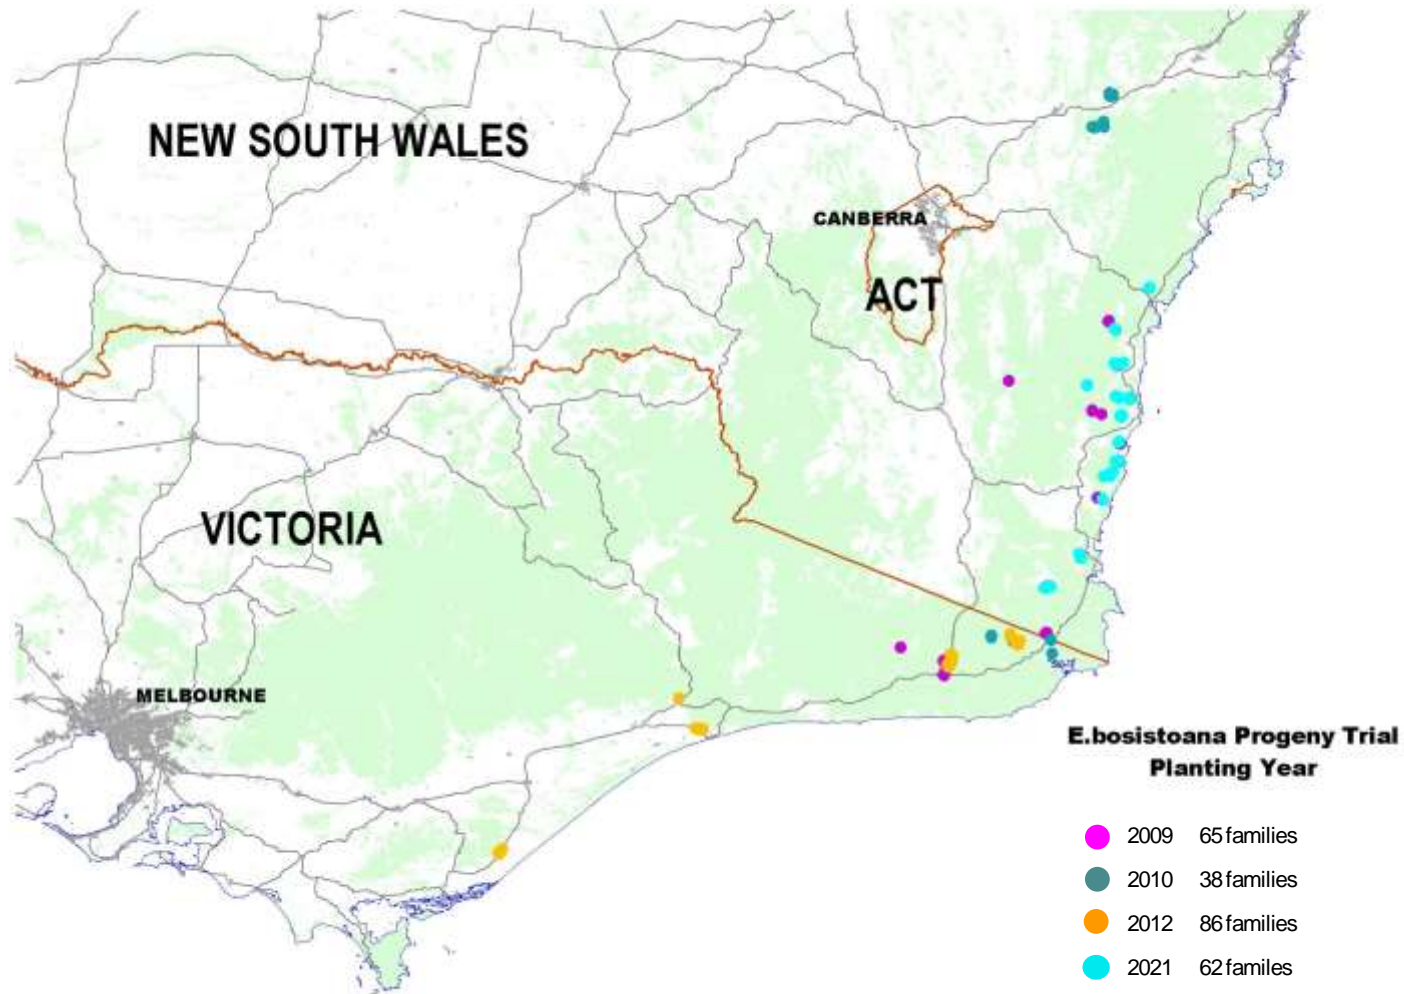 NEW SOUTH WALES
CANBERRA
ACT
VICTORIA
MELBOURNE
E.bosistoana Progeny Trial
Planting Year
2009 65 families
2010 38 families
2012 86 families
2021 62 familes